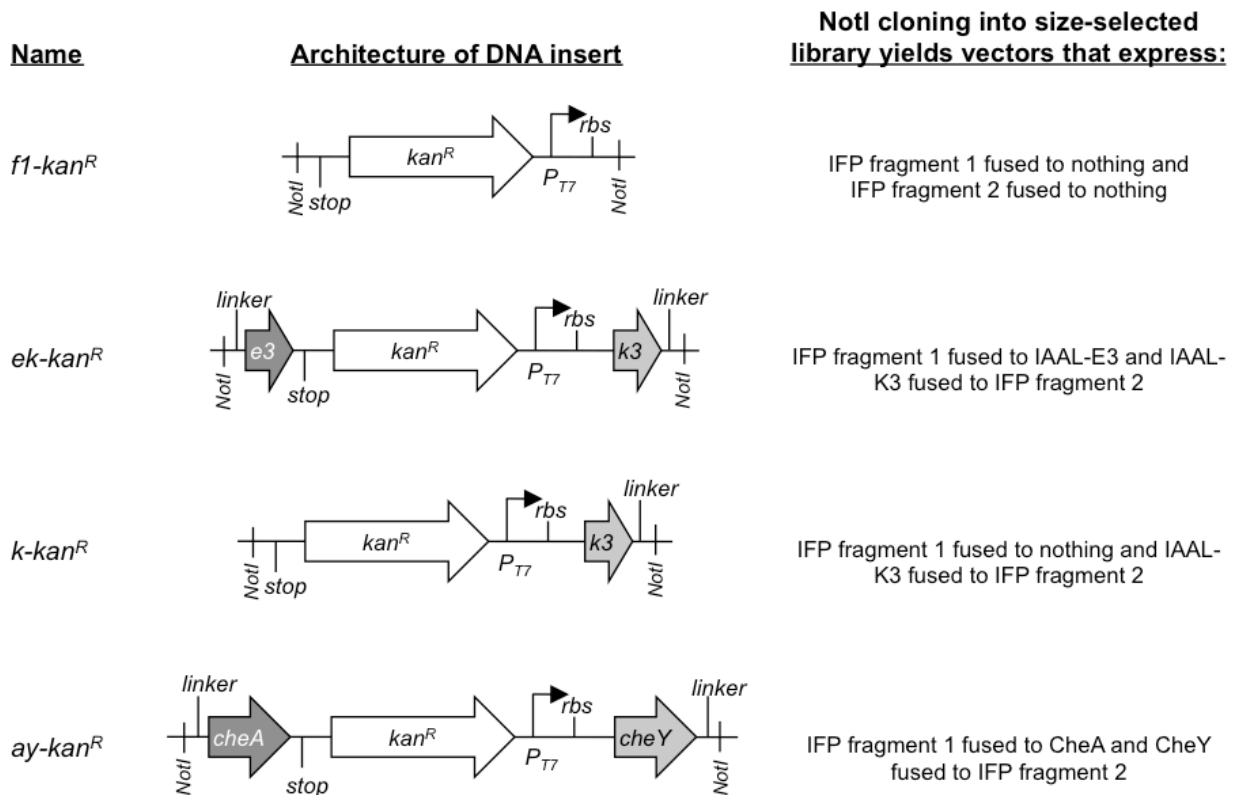 Name
Architecture of DNA insert
NotI cloning into size-selected
library yields vectors that express:
f1-kanR
NotI
stop
kanR
PT7
rbs
NotI
IFP fragment 1 fused to nothing and
IFP fragment 2 fused to nothing
ek-kanR
NotI
linker
e3
stop
kanR
PT7
rbs
k3
linker
NotI
IFP fragment 1 fused to IAAL-E3 and IAAL-
K3 fused to IFP fragment 2
k-kanR
NotI
stop
kanR
PT7
rbs
k3
linker
NotI
IFP fragment 1 fused to nothing and IAAL-
K3 fused to IFP fragment 2
ay-kanR
NotI
linker
cheA
stop
kanR
PT7
rbs
cheY
linker
NotI
IFP fragment 1 fused to CheA and CheY
fused to IFP fragment 2